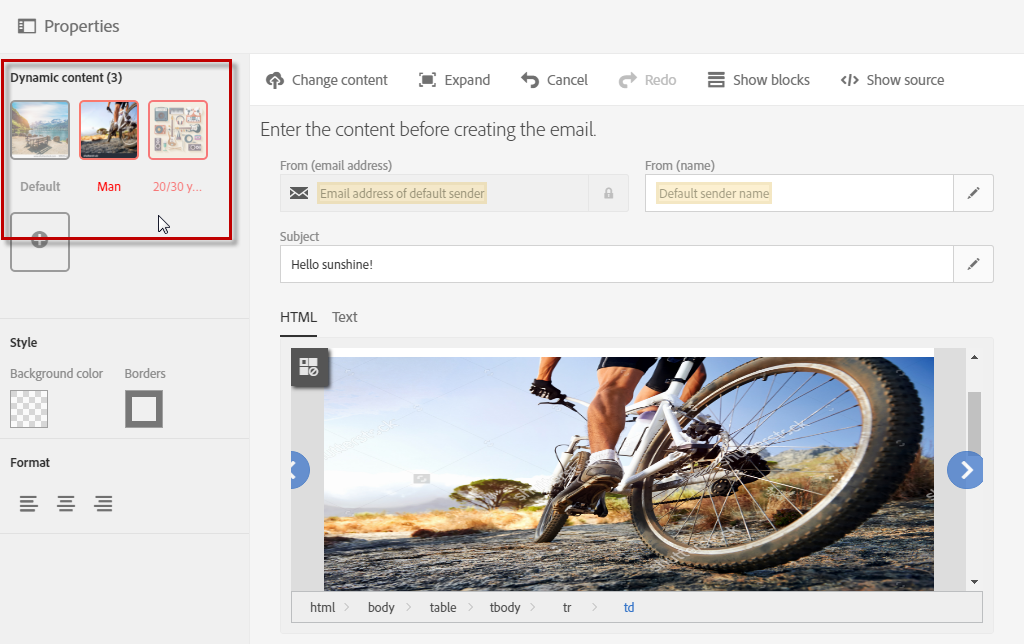 Properties
Dynamic content (3)
Default
Man
20/30 y...
Style
Background color
Borders
Format
Change content
Expand
Cancel
Redo
Show blocks
Show source
Enter the content before creating the email.
From (email address)
Email address of default sender
From (name)
Default sender name
Subject
Hello sunshine!
HTML
Text
html
body
table
tbody
tr
td